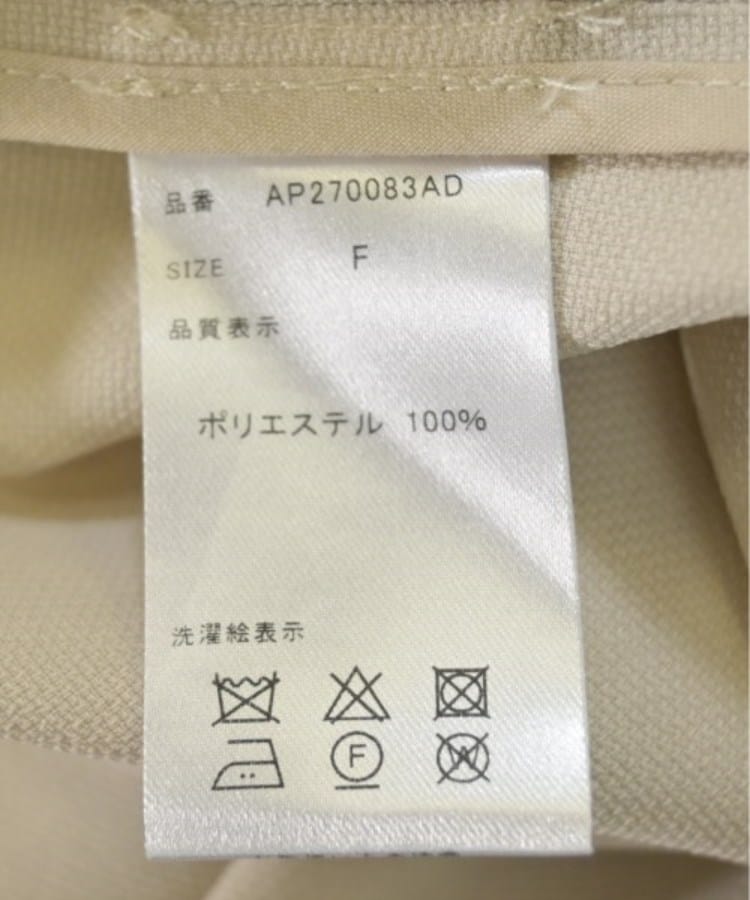 品番 AP270083AD
SIZE F
品質表示
ポリエステル 100%
洗濯絵表示
F
W